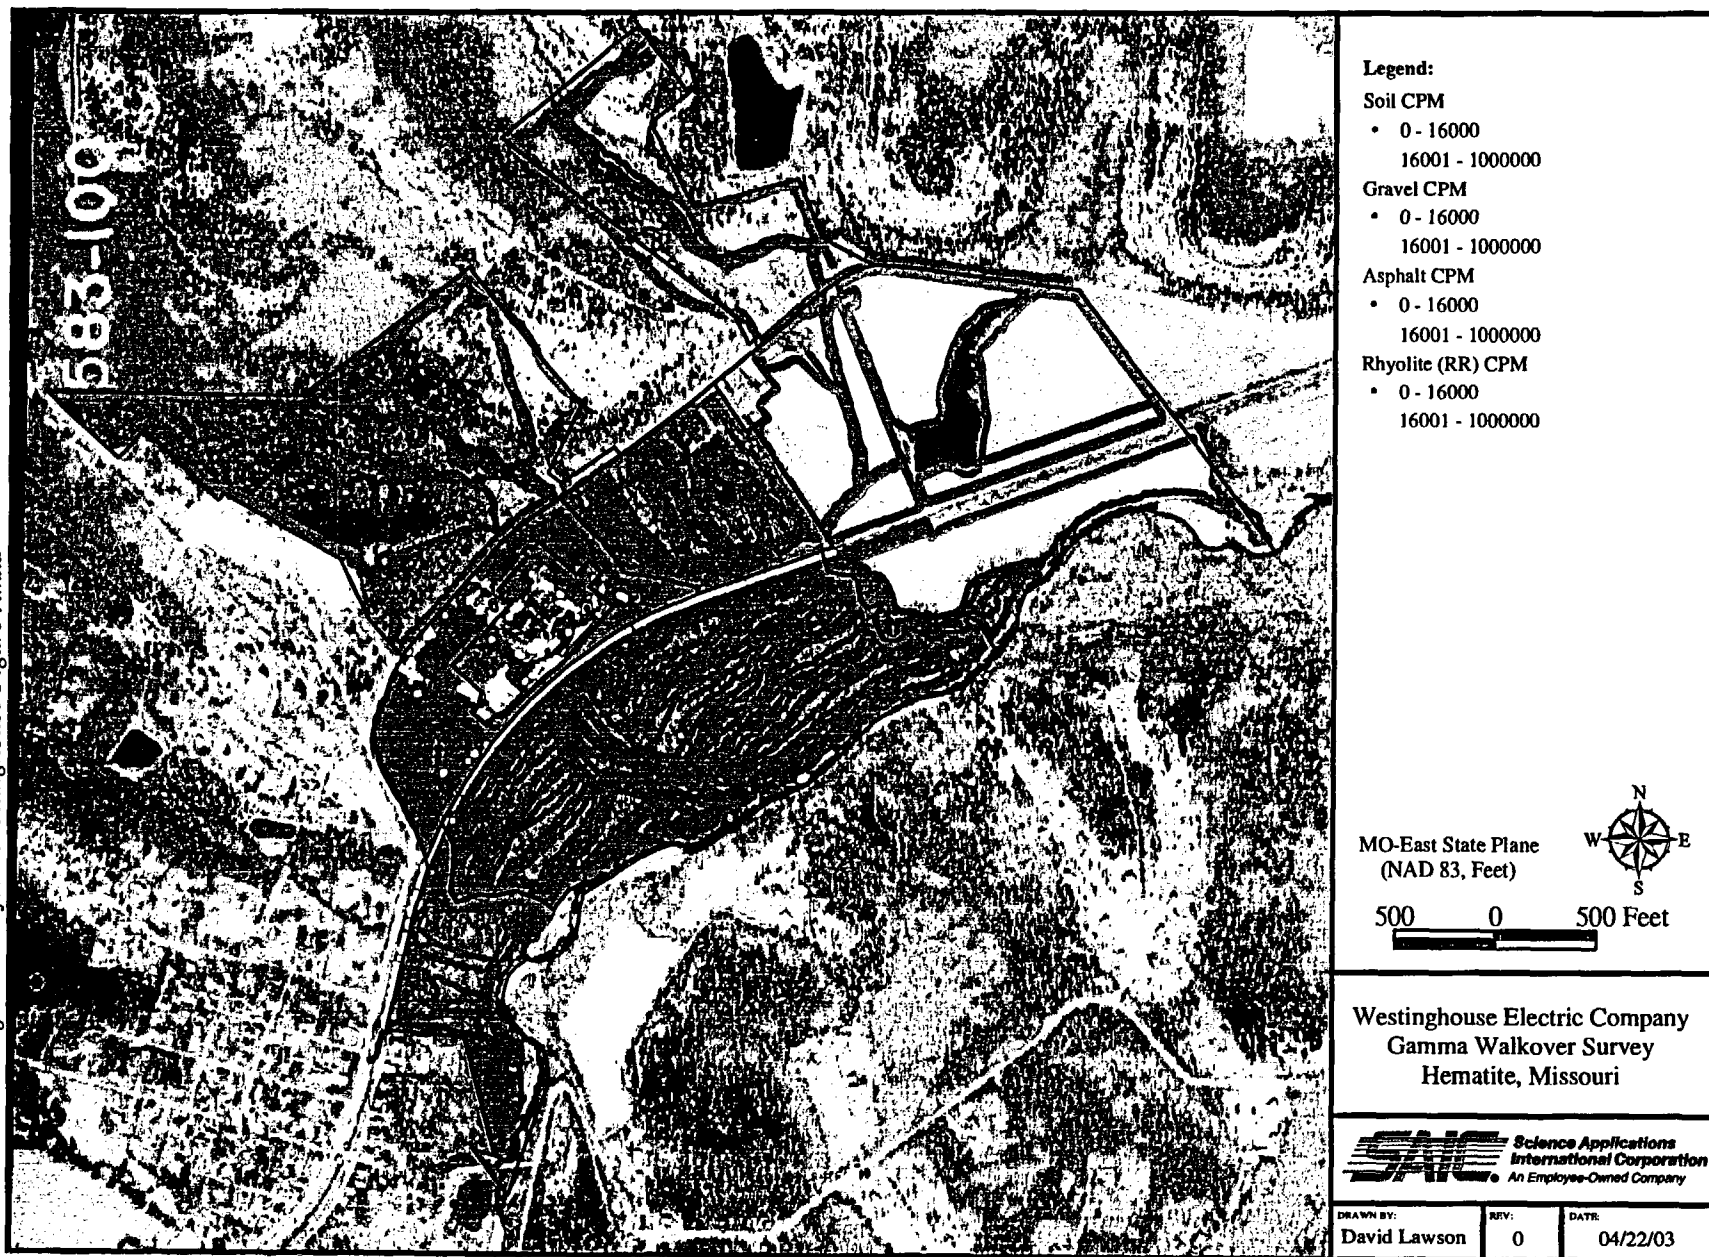 583-100
Legend:
Soil CPM
• 0 - 16000
16001 - 1000000
Gravel CPM
• 0 - 16000
16001 - 1000000
Asphalt CPM
• 0 - 16000
16001 - 1000000
Rhyolite (RR) CPM
• 0 - 16000
16001 - 1000000
N
W E
S
MO-East State Plane
(NAD 83, Feet)
500 0 500 Feet
Westinghouse Electric Company
Gamma Walkover Survey
Hematite, Missouri
SAIC
Science Applications
International Corporation
An Employee-Owned Company
DRAWN BY: REV: DATE:
David Lawson 0 04/22/03